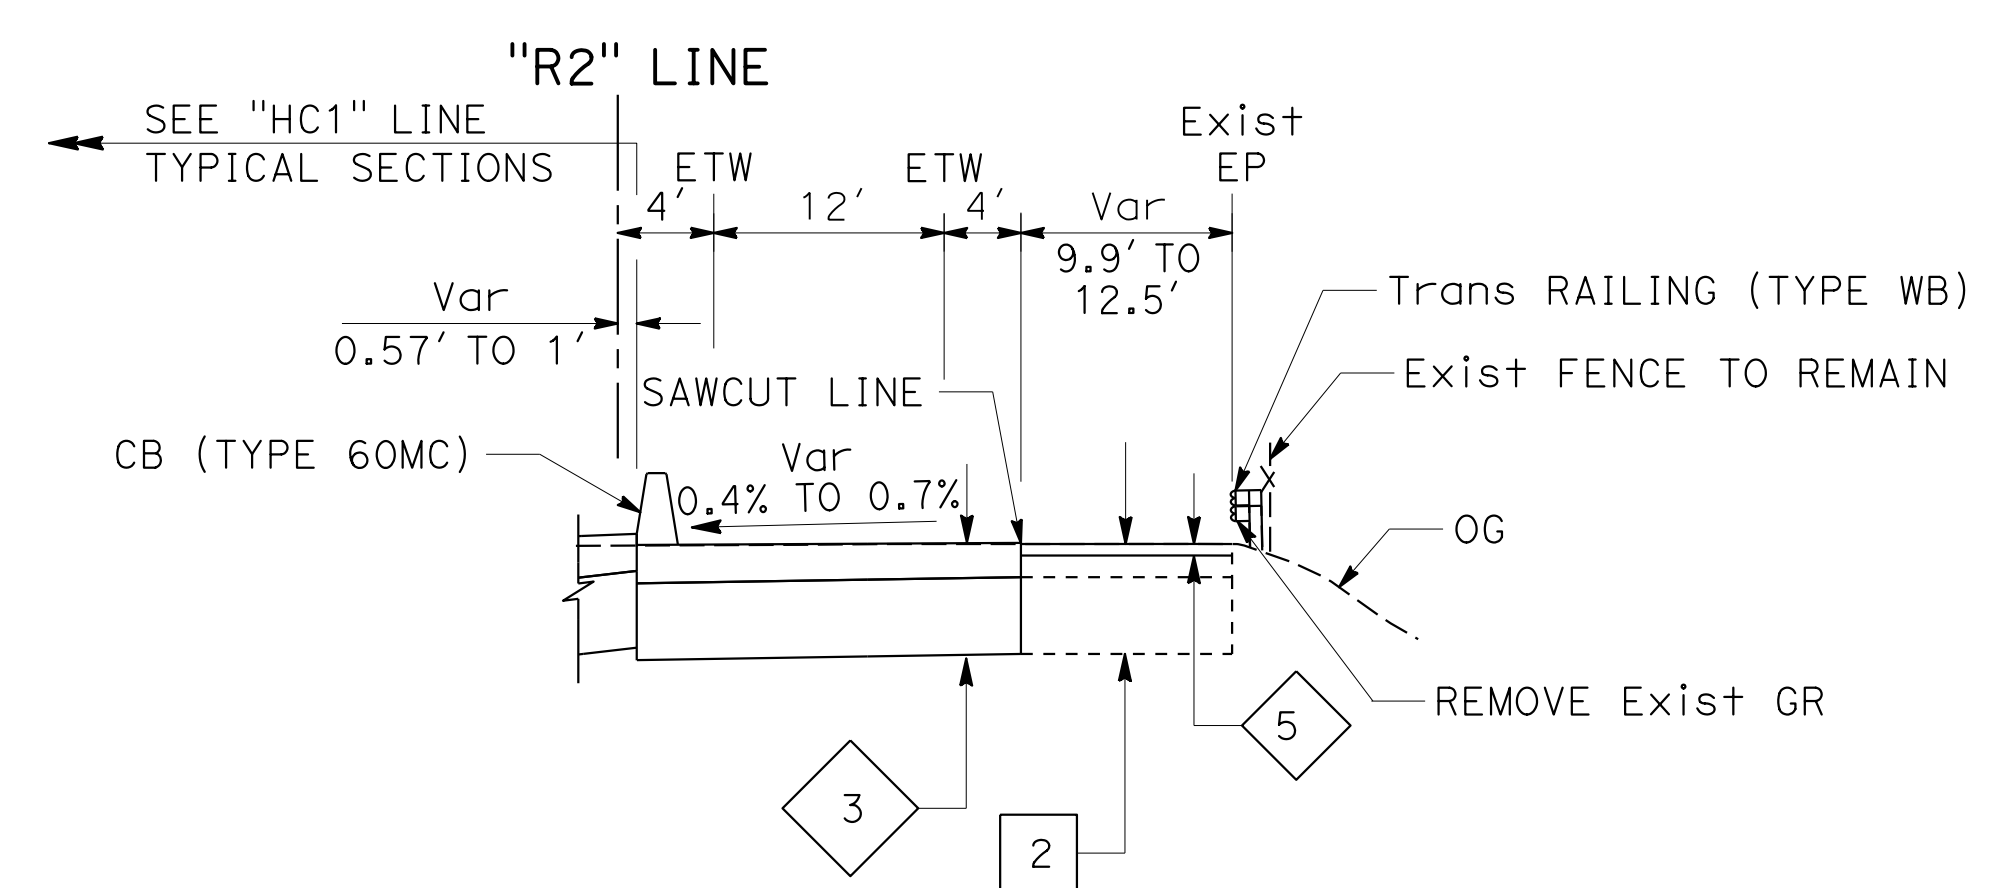 "R2" LINE
SEE "HC1" LINE
TYPICAL SECTIONS
ETW
ETW
Exist
EP
4'
12'
4'
Var
9.9' TO
12.5'
Var
0.57' TO 1'
Trans RAILING (TYPE WB)
Exist FENCE TO REMAIN
SAWCUT LINE
CB (TYPE 60MC)
Var
0.4% TO 0.7%
X
OG
REMOVE Exist GR
5
3
2